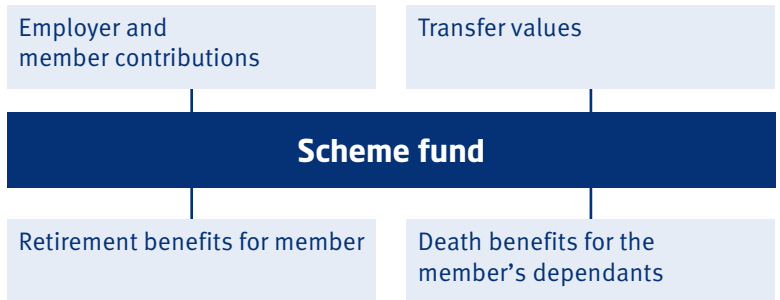 Employer and
member contributions
Transfer values
Scheme fund
Retirement benefits for member
Death benefits for the
member’s dependants